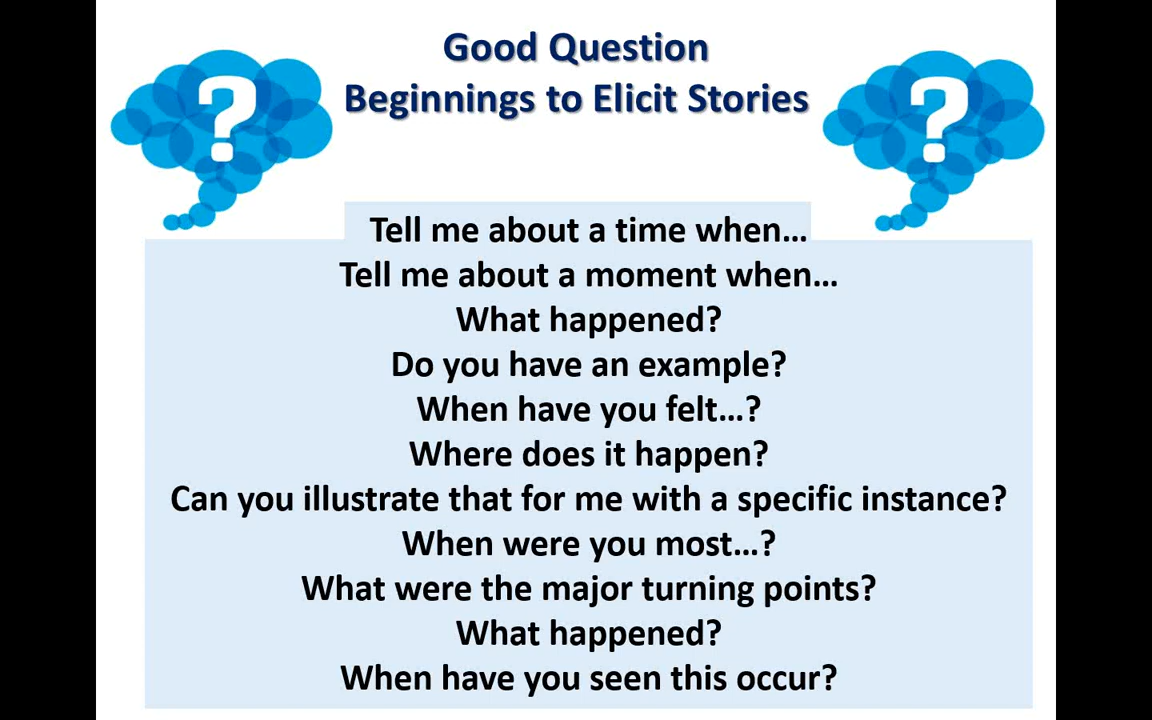 Good Question
Beginnings to Elicit Stories
?
?
Tell me about a time when…
Tell me about a moment when…
What happened?
Do you have an example?
When have you felt…?
Where does it happen?
Can you illustrate that for me with a specific instance?
When were you most…?
What were the major turning points?
What happened?
When have you seen this occur?